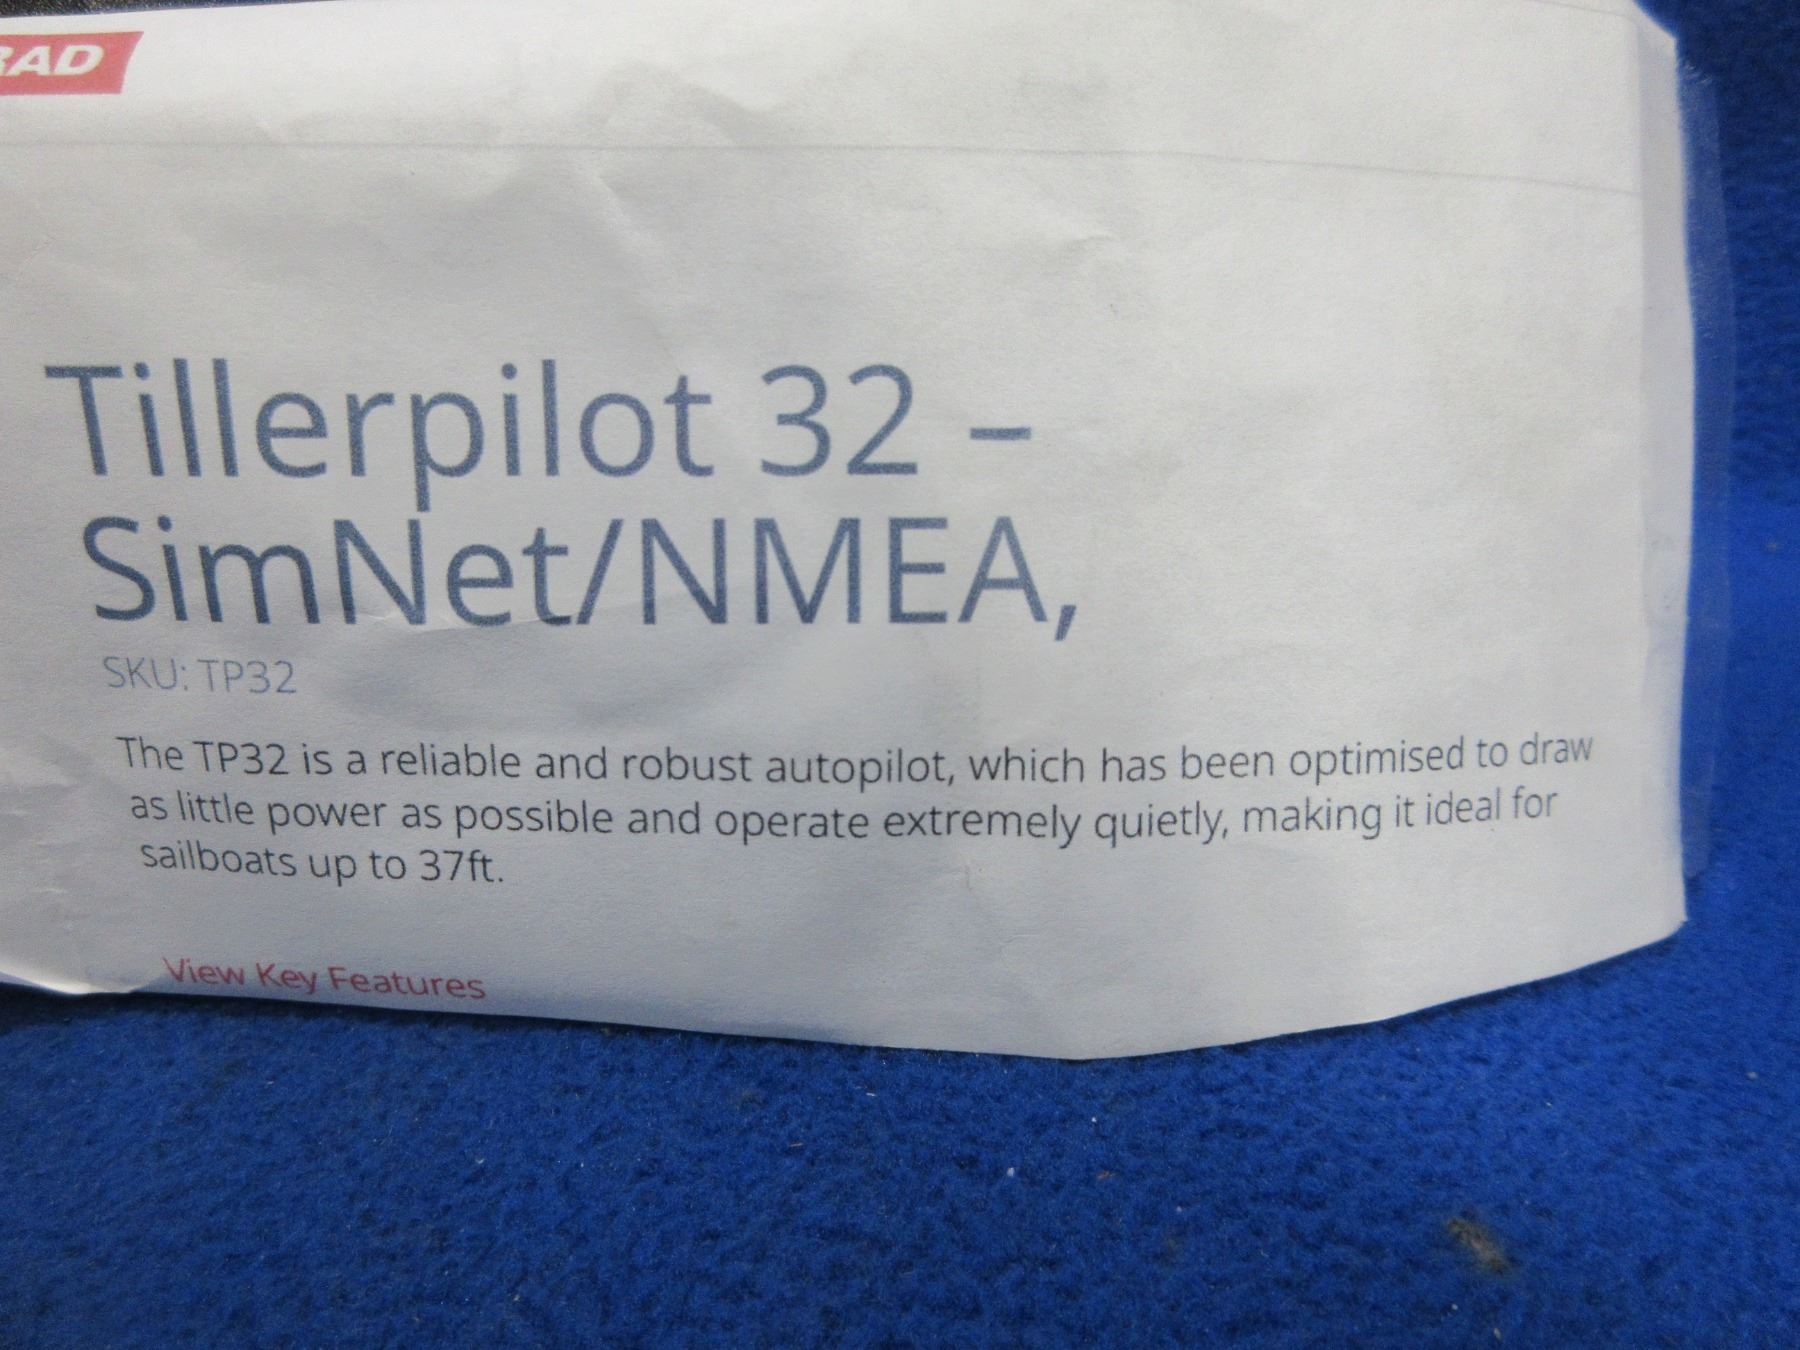 RAD
Tillerpilot 32 –
SimNet/NMEA,
SKU: TP32
The TP32 is a reliable and robust autopilot, which has been optimised to draw
as little power as possible and operate extremely quietly, making it ideal for
sailboats up to 37ft.
View Key Features